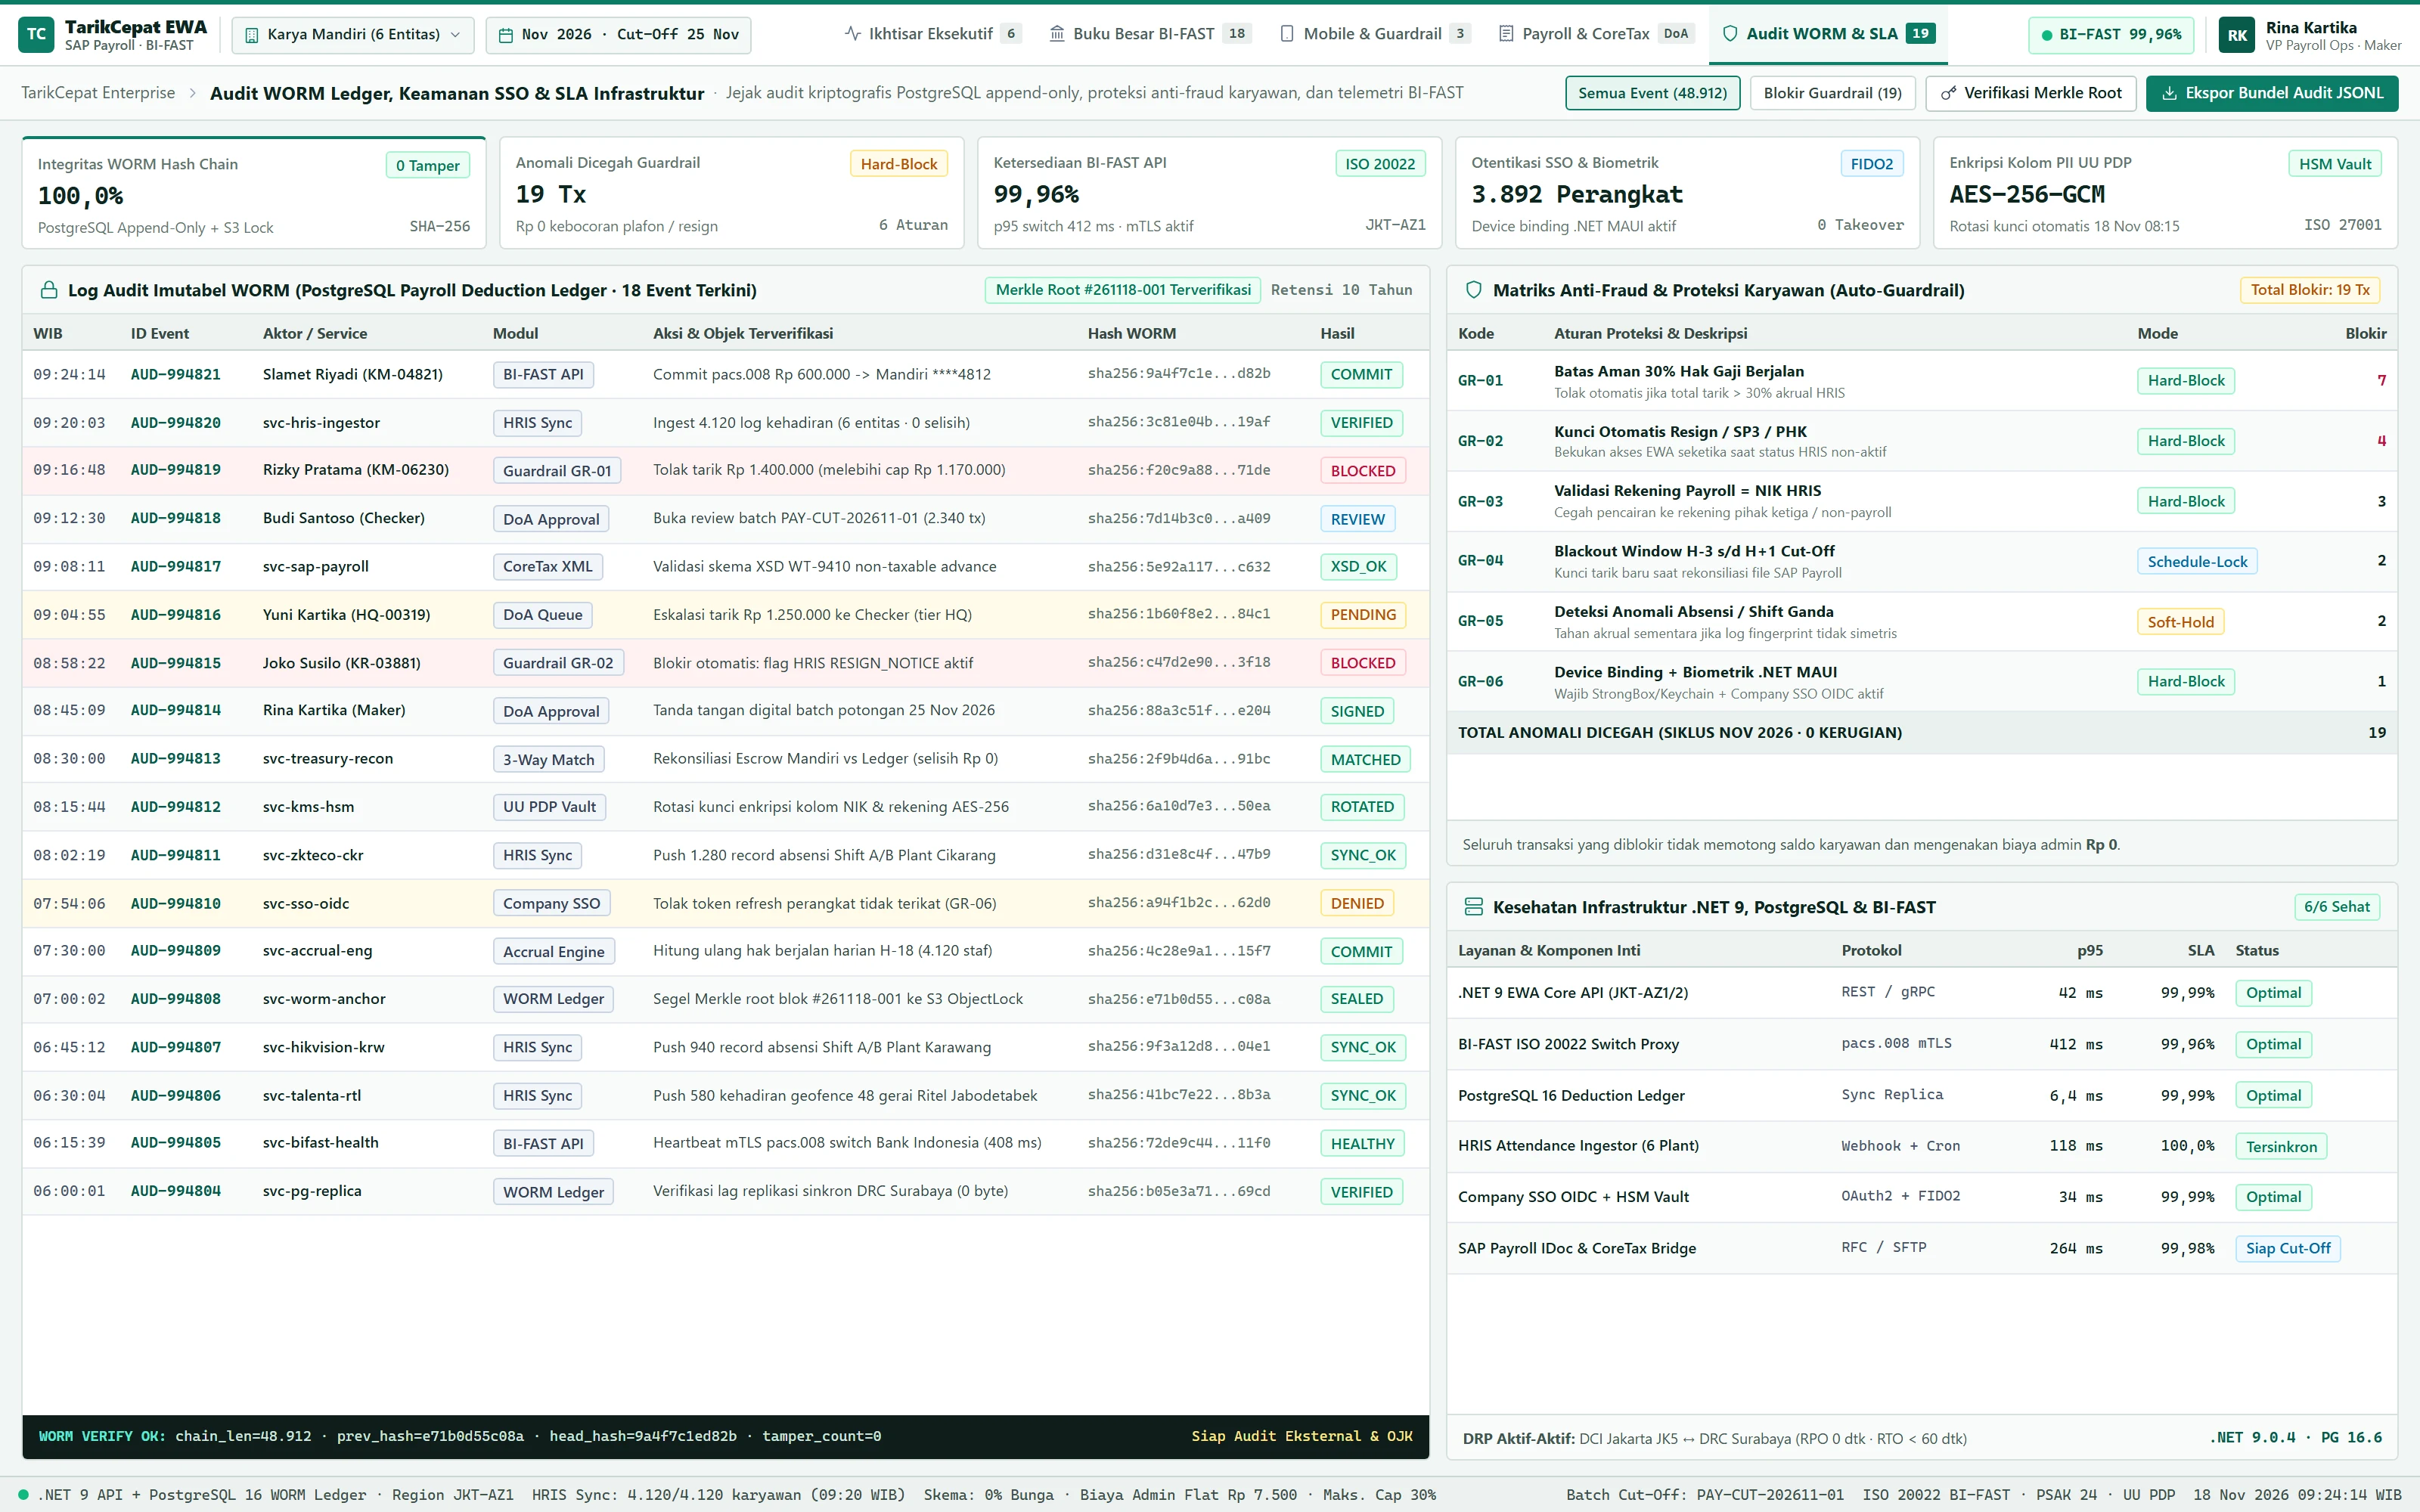 TC TarikCepat EWA
SAP Payroll · BI-FAST
Karya Mandiri (6 Entitas)
Nov 2026 · Cut-Off 25 Nov
Ikhtisar Eksekutif 6
Buku Besar BI-FAST 18
Mobile & Guardrail 3
Payroll & CoreTax DoA
Audit WORM & SLA 19
BI-FAST 99,96%
RK Rina Kartika
VP Payroll Ops · Maker
TarikCepat Enterprise > Audit WORM Ledger, Keamanan SSO & SLA Infrastruktur · Jejak audit kriptografis PostgreSQL append-only, proteksi anti-fraud karyawan, dan telemetri BI-FAST
Semua Event (48.912)
Blokir Guardrail (19)
Verifikasi Merkle Root
Ekspor Bundel Audit JSONL
Integritas WORM Hash Chain 0 Tamper
100,0%
PostgreSQL Append-Only + S3 Lock SHA-256
Anomali Dicegah Guardrail Hard-Block
19 Tx
Rp 0 kebocoran plafon / resign 6 Aturan
Ketersediaan BI-FAST API ISO 20022
99,96%
p95 switch 412 ms · mTLS aktif JKT-AZ1
Otentikasi SSO & Biometrik FIDO2
3.892 Perangkat
Device binding .NET MAUI aktif 0 Takeover
Enkripsi Kolom PII UU PDP HSM Vault
AES-256-GCM
Rotasi kunci otomatis 18 Nov 08:15 ISO 27001
Log Audit Imutabel WORM (PostgreSQL Payroll Deduction Ledger · 18 Event Terkini) Merkle Root #261118-001 Terverifikasi Retensi 10 Tahun
WIB ID Event Aktor / Service Modul Aksi & Objek Terverifikasi Hash WORM Hasil
09:24:14 AUD-994821 Slamet Riyadi (KM-04821) BI-FAST API Commit pacs.008 Rp 600.000 -> Mandiri ****4812 sha256:9a4f7c1e...d82b COMMIT
09:20:03 AUD-994820 svc-hris-ingestor HRIS Sync Ingest 4.120 log kehadiran (6 entitas · 0 selisih) sha256:3c81e04b...19af VERIFIED
09:16:48 AUD-994819 Rizky Pratama (KM-06230) Guardrail GR-01 Tolak tarik Rp 1.400.000 (melebihi cap Rp 1.170.000) sha256:f20c9a88...71de BLOCKED
09:12:30 AUD-994818 Budi Santoso (Checker) DoA Approval Buka review batch PAY-CUT-202611-01 (2.340 tx) sha256:7d14b3c0...a409 REVIEW
09:08:11 AUD-994817 svc-sap-payroll CoreTax XML Validasi skema XSD WT-9410 non-taxable advance sha256:5e92a117...c632 XSD_OK
09:04:55 AUD-994816 Yuni Kartika (HQ-00319) DoA Queue Eskalasi tarik Rp 1.250.000 ke Checker (tier HQ) sha256:1b60f8e2...84c1 PENDING
08:58:22 AUD-994815 Joko Susilo (KR-03881) Guardrail GR-02 Blokir otomatis: flag HRIS RESIGN_NOTICE aktif sha256:c47d2e90...3f18 BLOCKED
08:45:09 AUD-994814 Rina Kartika (Maker) DoA Approval Tanda tangan digital batch potongan 25 Nov 2026 sha256:88a3c51f...e204 SIGNED
08:30:00 AUD-994813 svc-treasury-recon 3-Way Match Rekonsiliasi Escrow Mandiri vs Ledger (selisih Rp 0) sha256:2f9b4d6a...91bc MATCHED
08:15:44 AUD-994812 svc-kms-hsm UU PDP Vault Rotasi kunci enkripsi kolom NIK & rekening AES-256 sha256:6a10d7e3...50ea ROTATED
08:02:19 AUD-994811 svc-zkteco-ckr HRIS Sync Push 1.280 record absensi Shift A/B Plant Cikarang sha256:d31e8c4f...47b9 SYNC_OK
07:54:06 AUD-994810 svc-sso-oidc Company SSO Tolak token refresh perangkat tidak terikat (GR-06) sha256:a94f1b2c...62d0 DENIED
07:30:00 AUD-994809 svc-accrual-eng Accrual Engine Hitung ulang hak berjalan harian H-18 (4.120 staf) sha256:4c28e9a1...15f7 COMMIT
07:00:02 AUD-994808 svc-worm-anchor WORM Ledger Segel Merkle root blok #261118-001 ke S3 ObjectLock sha256:e71b0d55...c08a SEALED
06:45:12 AUD-994807 svc-hikvision-krw HRIS Sync Push 940 record absensi Shift A/B Plant Karawang sha256:9f3a12d8...04e1 SYNC_OK
06:30:04 AUD-994806 svc-talenta-rtl HRIS Sync Push 580 kehadiran geofence 48 gerai Ritel Jabodetabek sha256:41bc7e22...8b3a SYNC_OK
06:15:39 AUD-994805 svc-bifast-health BI-FAST API Heartbeat mTLS pacs.008 switch Bank Indonesia (408 ms) sha256:72de9c44...11f0 HEALTHY
06:00:01 AUD-994804 svc-pg-replica WORM Ledger Verifikasi lag replikasi sinkron DRC Surabaya (0 byte) sha256:b05e3a71...69cd VERIFIED
WORM VERIFY OK: chain_len=48.912 · prev_hash=e71b0d55c08a · head_hash=9a4f7c1ed82b · tamper_count=0 Siap Audit Eksternal & OJK
Matriks Anti-Fraud & Proteksi Karyawan (Auto-Guardrail) Total Blokir: 19 Tx
Kode Aturan Proteksi & Deskripsi Mode Blokir
GR-01 Batas Aman 30% Hak Gaji Berjalan Hard-Block 7
Tolak otomatis jika total tarik > 30% akrual HRIS
GR-02 Kunci Otomatis Resign / SP3 / PHK Hard-Block 4
Bekukan akses EWA seketika saat status HRIS non-aktif
GR-03 Validasi Rekening Payroll = NIK HRIS Hard-Block 3
Cegah pencairan ke rekening pihak ketiga / non-payroll
GR-04 Blackout Window H-3 s/d H+1 Cut-Off Schedule-Lock 2
Kunci tarik baru saat rekonsiliasi file SAP Payroll
GR-05 Deteksi Anomali Absensi / Shift Ganda Soft-Hold 2
Tahan akrual sementara jika log fingerprint tidak simetris
GR-06 Device Binding + Biometrik .NET MAUI Hard-Block 1
Wajib StrongBox/Keychain + Company SSO OIDC aktif
TOTAL ANOMALI DICEGAH (SIKLUS NOV 2026 · 0 KERUGIAN) 19
Seluruh transaksi yang diblokir tidak memotong saldo karyawan dan mengenakan biaya admin Rp 0.
Kesehatan Infrastruktur .NET 9, PostgreSQL & BI-FAST 6/6 Sehat
Layanan & Komponen Inti Protokol p95 SLA Status
.NET 9 EWA Core API (JKT-AZ1/2) REST / gRPC 42 ms 99,99% Optimal
BI-FAST ISO 20022 Switch Proxy pacs.008 mTLS 412 ms 99,96% Optimal
PostgreSQL 16 Deduction Ledger Sync Replica 6,4 ms 99,99% Optimal
HRIS Attendance Ingestor (6 Plant) Webhook + Cron 118 ms 100,0% Tersinkron
Company SSO OIDC + HSM Vault OAuth2 + FIDO2 34 ms 99,99% Optimal
SAP Payroll IDoc & CoreTax Bridge RFC / SFTP 264 ms 99,98% Siap Cut-Off
DRP Aktif-Aktif: DCI Jakarta JK5 ↔ DRC Surabaya (RPO 0 dtk · RTO < 60 dtk) .NET 9.0.4 · PG 16.6
.NET 9 API + PostgreSQL 16 WORM Ledger · Region JKT-AZ1 HRIS Sync: 4.120/4.120 karyawan (09:20 WIB) Skema: 0% Bunga · Biaya Admin Flat Rp 7.500 · Maks. Cap 30% Batch Cut-Off: PAY-CUT-202611-01 ISO 20022 BI-FAST · PSAK 24 · UU PDP 18 Nov 2026 09:24:14 WIB